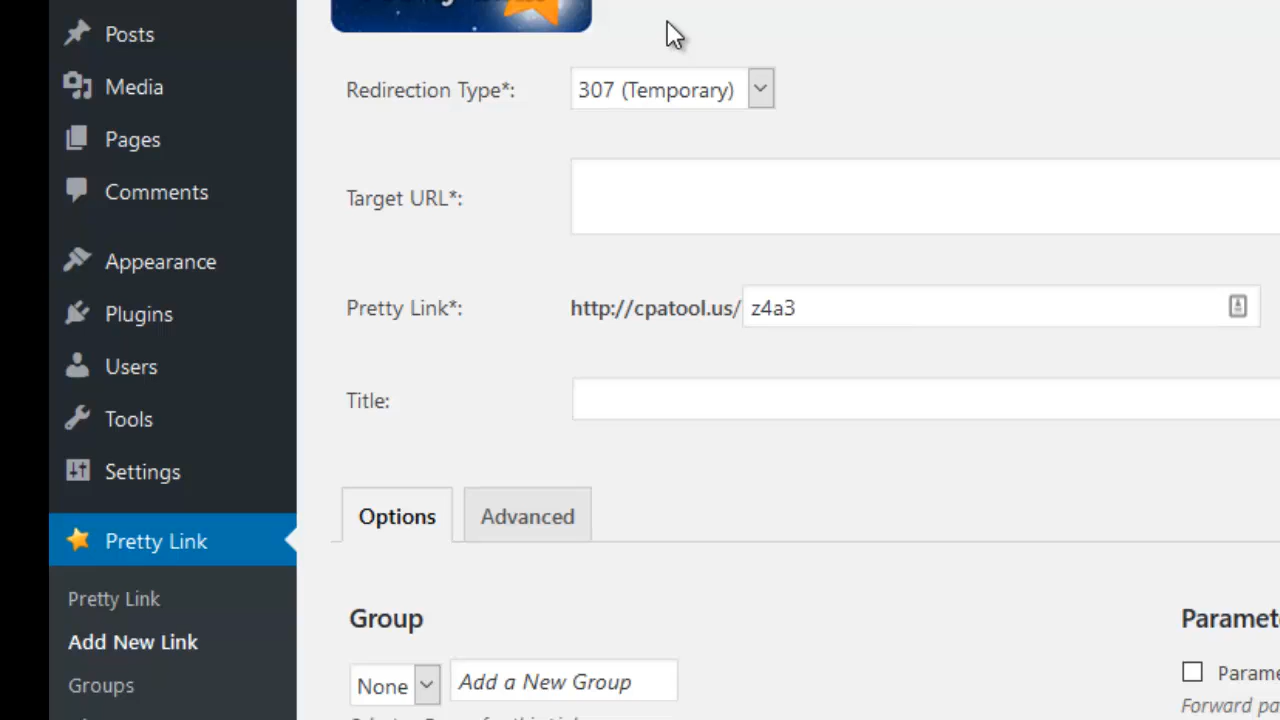 Posts
Media
Pages
Comments
Appearance
Plugins
Users
Tools
Settings
Pretty Link
Pretty Link
Add New Link
Groups
Redirection Type*: 307 (Temporary)
Target URL*:
Pretty Link*: http://cpatool.us/ z4a3
Title:
Options Advanced
Group
None Add a New Group
Paramet
Parame
Forward pa